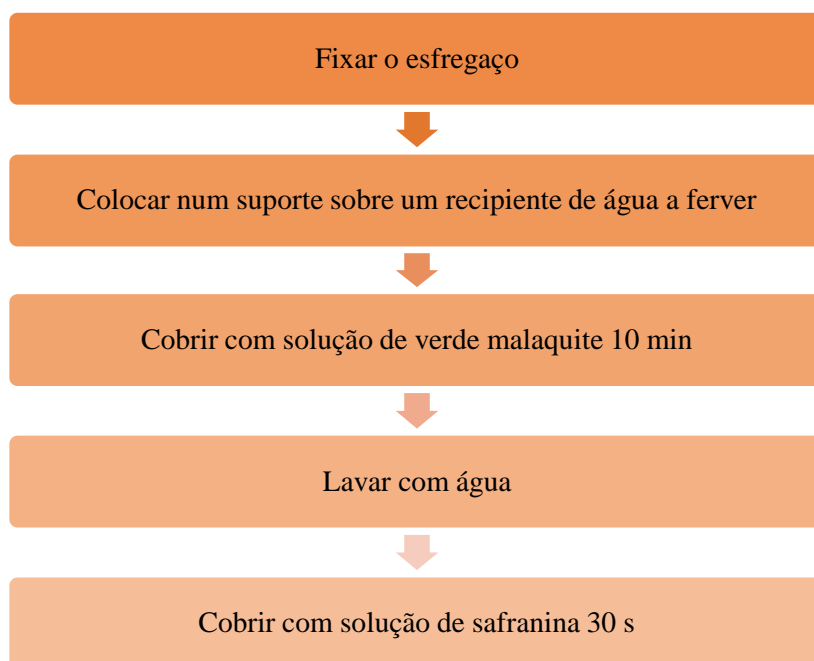 Fixar o esfregaço
Colocar num suporte sobre um recipiente de água a ferver
Cobrir com solução de verde malaquite 10 min
Lavar com água
Cobrir com solução de safranina 30 s